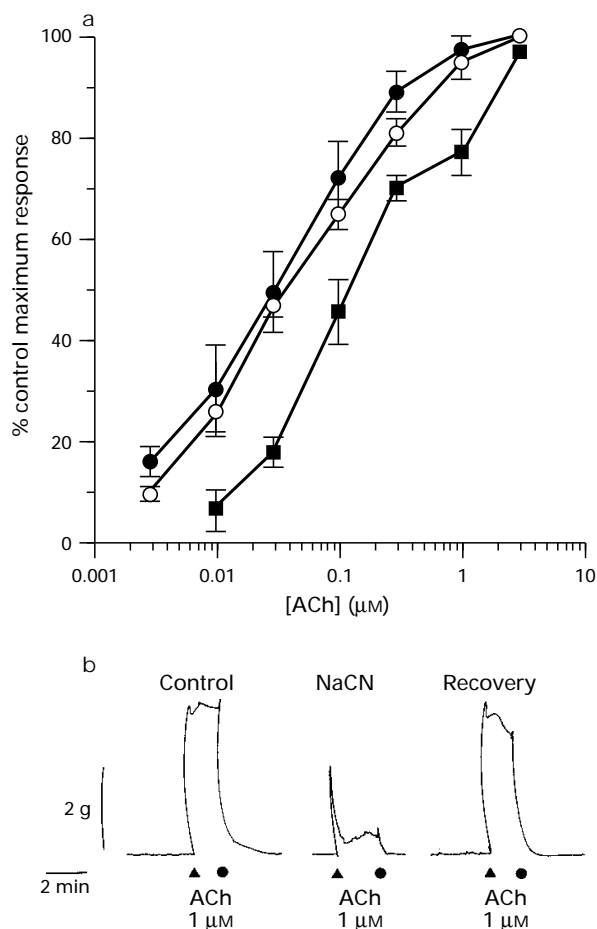 a
100
80
60
40
20
0
% control maximum response
0.001 0.01 0.1 1 10
[ACh] (μM)
b
Control NaCN Recovery
2 g
2 min
ACh ACh ACh
1 μM 1 μM 1 μM